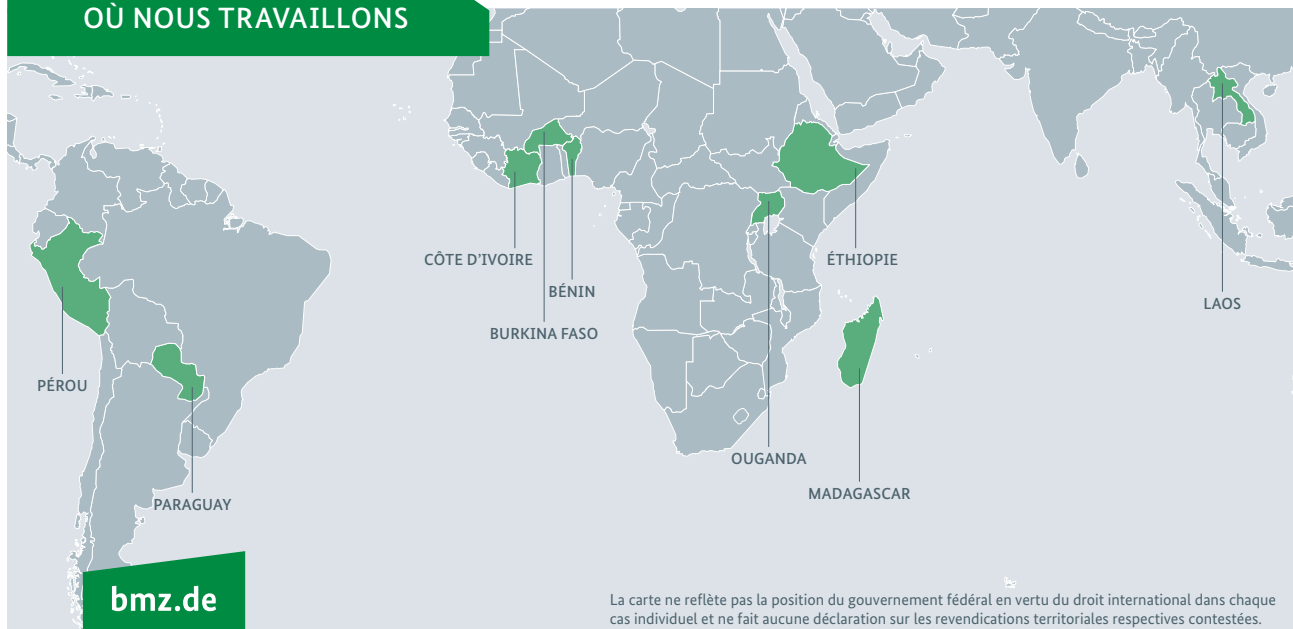 OÙ NOUS TRAVAILLONS
CÔTE D'IVOIRE
ÉTHIOPIE
BÉNIN
LAOS
BURKINA FASO
PÉROU
OUGANDA
MADAGASCAR
PARAGUAY
bmz.de
La carte ne reflète pas la position du gouvernement fédéral en vertu du droit international dans chaque
cas individuel et ne fait aucune déclaration sur les revendications territoriales respectives contestées.